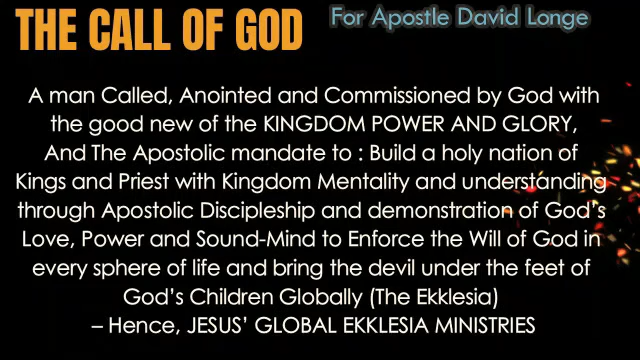 THE CALL OF GOD
For Apostle David Longe
A man Called, Anointed and Commissioned by God with
the good new of the KINGDOM POWER AND GLORY,
And The Apostolic mandate to : Build a holy nation of
Kings and Priest with Kingdom Mentality and understanding
through Apostolic Discipleship and demonstration of God's
Love, Power and Sound-Mind to Enforce the Will of God in
every sphere of life and bring the devil under the feet of
God's Children Globally (The Ekklesia)
– Hence, JESUS' GLOBAL EKKLESIA MINISTRIES